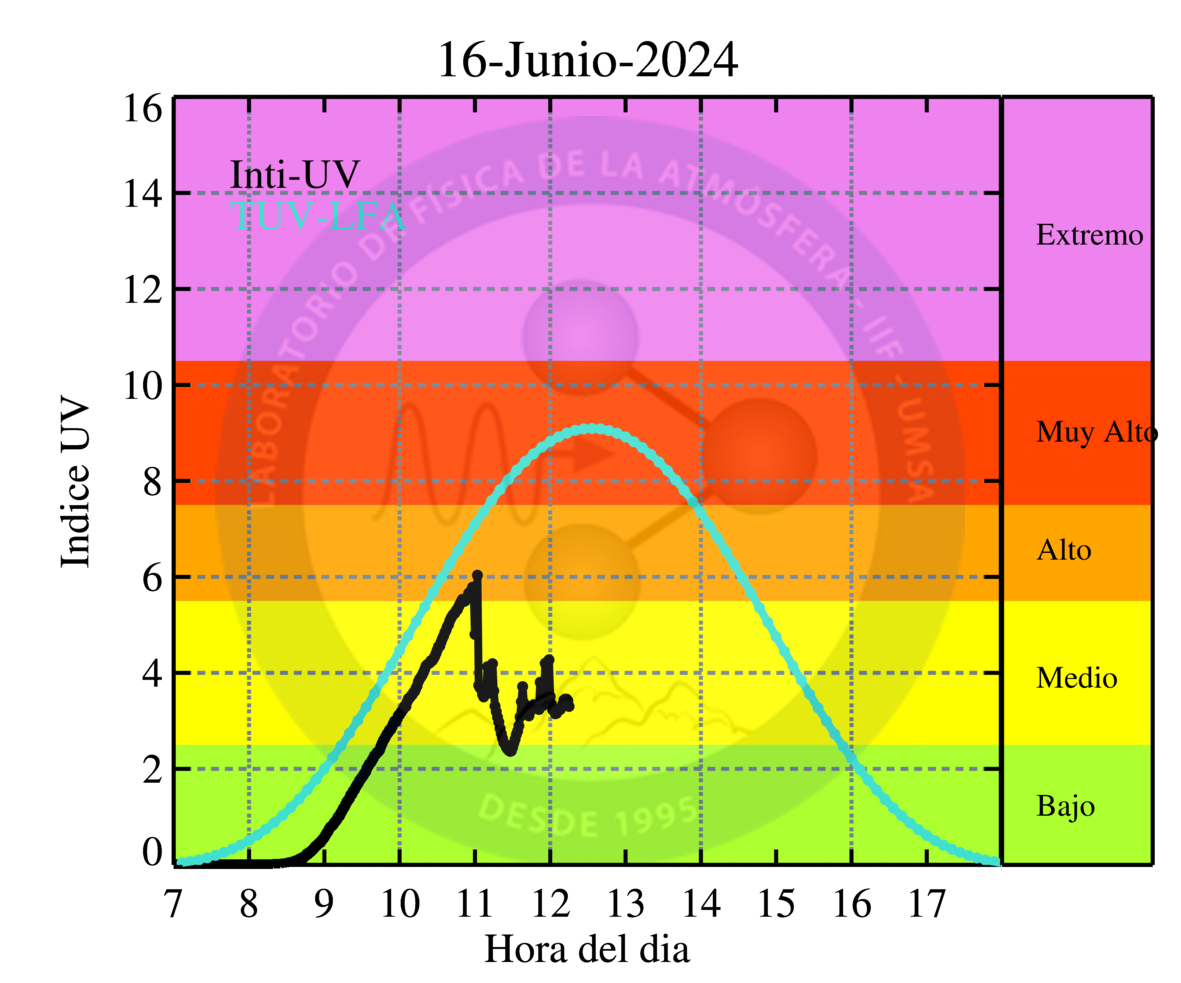 16-Junio-2024
Indice UV
16
14
12
10
8
6
4
2
0
Inti-UV
TUV-LFA
LABORATORIO DE FÍSICA DE LA ATMÓSFERA - IIF - UMSA
DESDE 1995
Extremo
Muy Alto
Alto
Medio
Bajo
7 8 9 10 11 12 13 14 15 16 17
Hora del dia